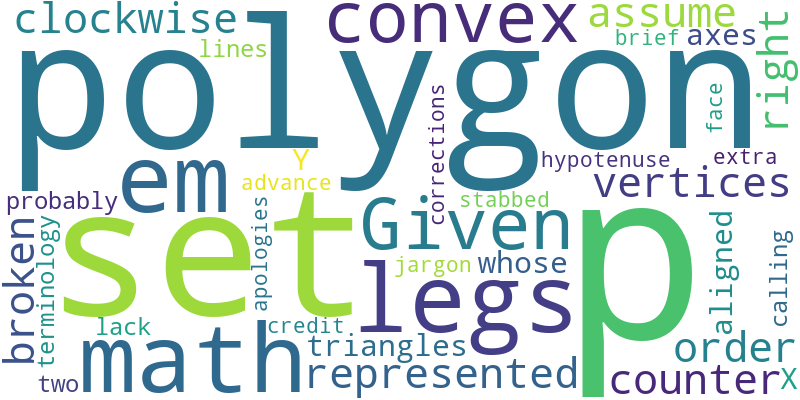 clockwise
convex
assume
lines
brief
axes
right
polygon
face
em
Y
advance
corrections
hypotenuse
extra
probably
stabbed
vertices
set
Given
p
broken
terminology
apologies
jargon
whose
aligned
calling
legs
lack
credit
triangles
order
math
two
represented
counter
X